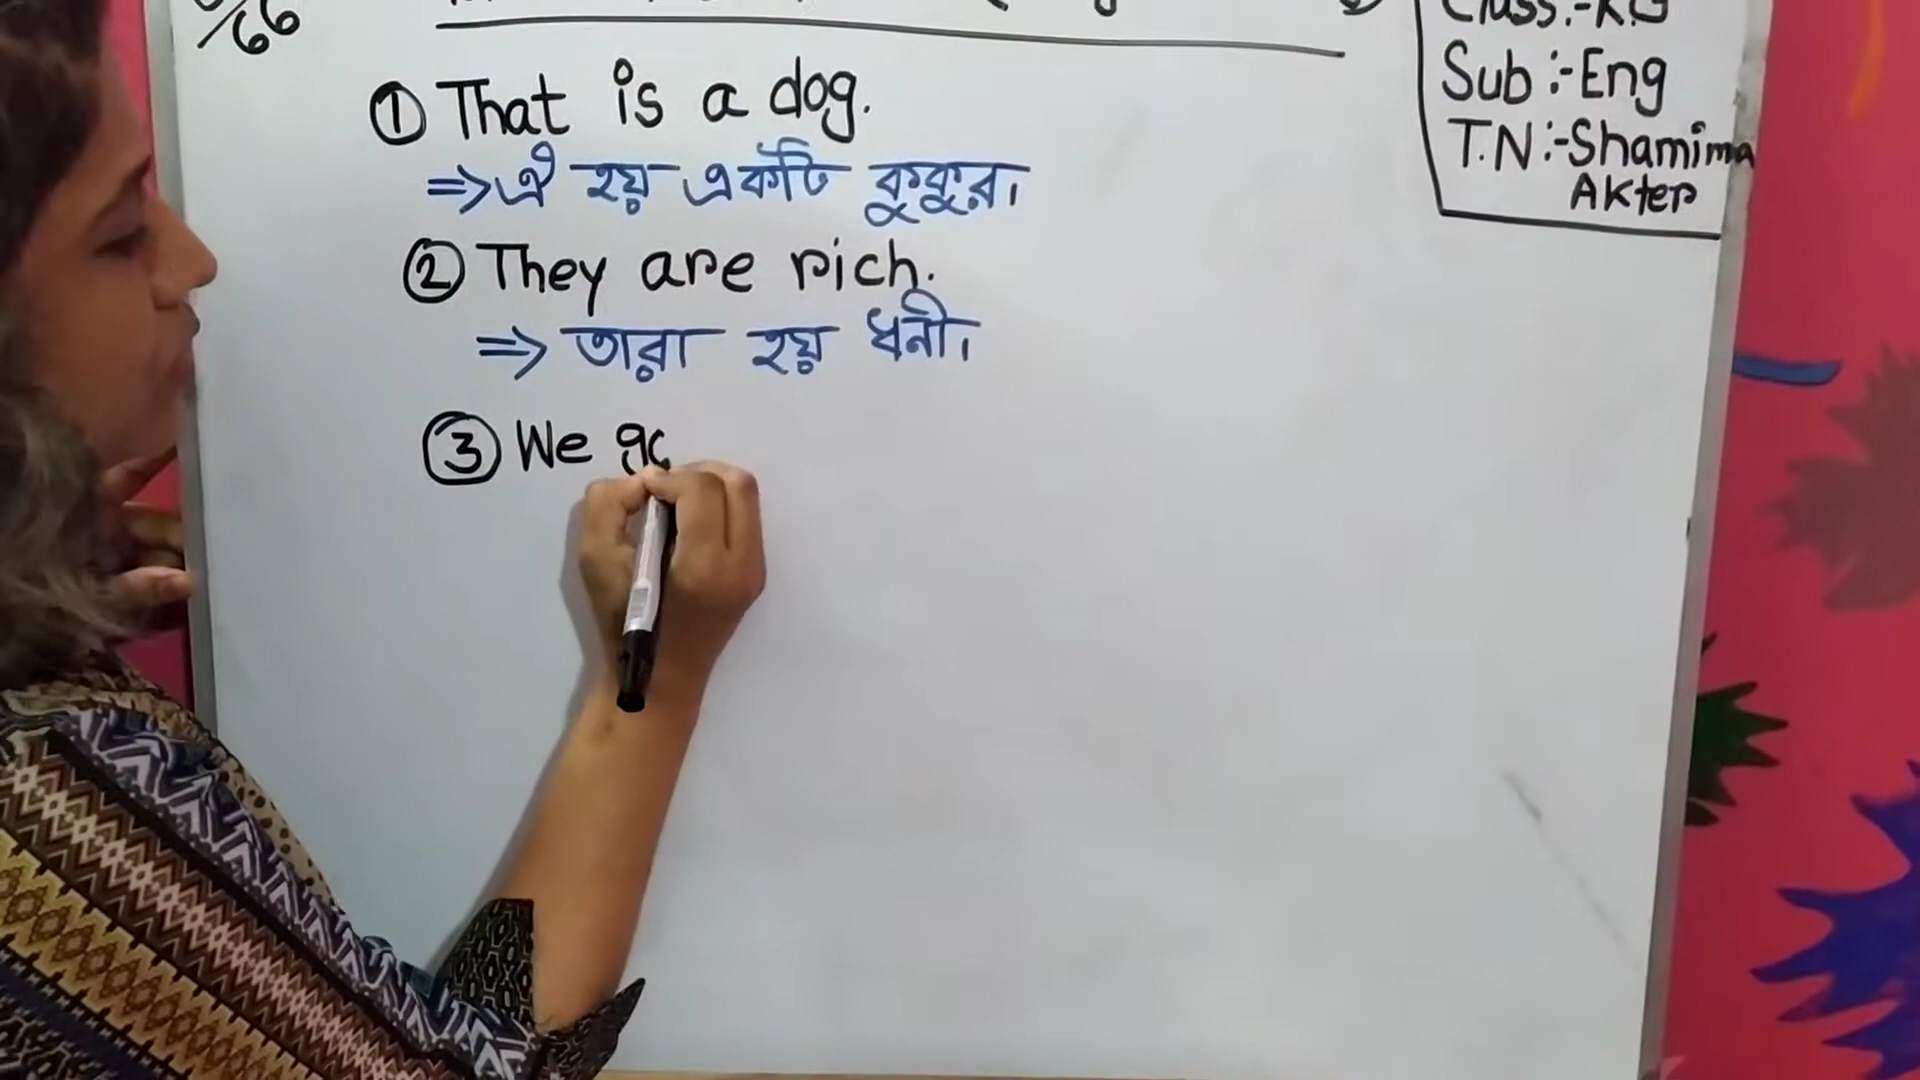 66
Class:-K.G
① That is a dog.
Sub:-Eng
T.N:-Shamima
Akter
⇒ ঐ হয় একটি কুকুর।
② They are rich.
⇒ তারা হয় ধনী।
③ We go